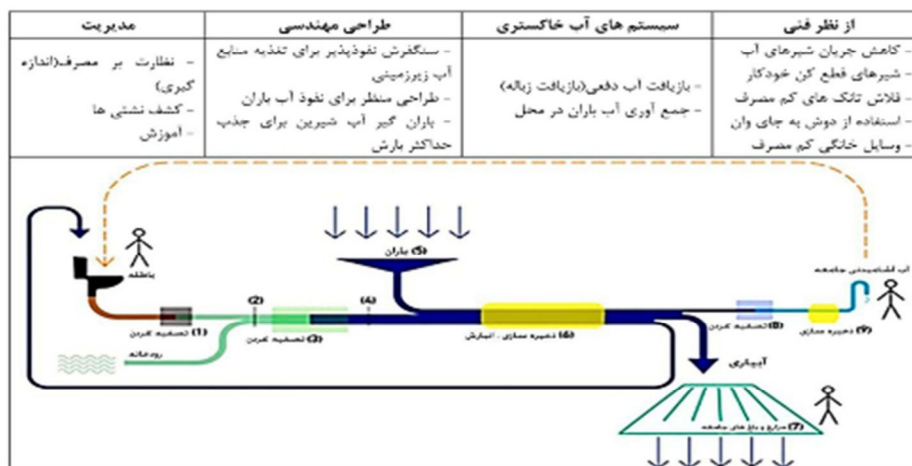 از نظر فنی
سیستم های آب خاکستری
طراحی مهندسی
مدیریت
- کاهش جریان شیرهای آب
- شیرهای قطع کن خودکار
- فلاش تانک های کم مصرف
- استفاده از دوش به جای وان
- وسایل خانگی کم مصرف
- بازیافت آب دفعی(بازیافت زباله)
- جمع آوری آب باران در محل
- سنگفرش نفوذپذیر برای تغذیه منابع
آب زیرزمینی
- طراحی منظر برای نفوذ آب باران
- باران گیر آب شیرین برای جذب
حداکثر بارش
- نظارت بر مصرف(اندازه
گیری)
- کشف نشتی ها
- آموزش
باران (5)
باطله
آب آشامیدنی جامعه
(2)
(4)
(1) تصفیه کردن
(3) تصفیه کردن
(6) ذخیره سازی ، انبارش
(8) تصفیه کردن
(9) ذخیره سازی
رودخانه
آبیاری
(7) مزارع و باغ های جامعه